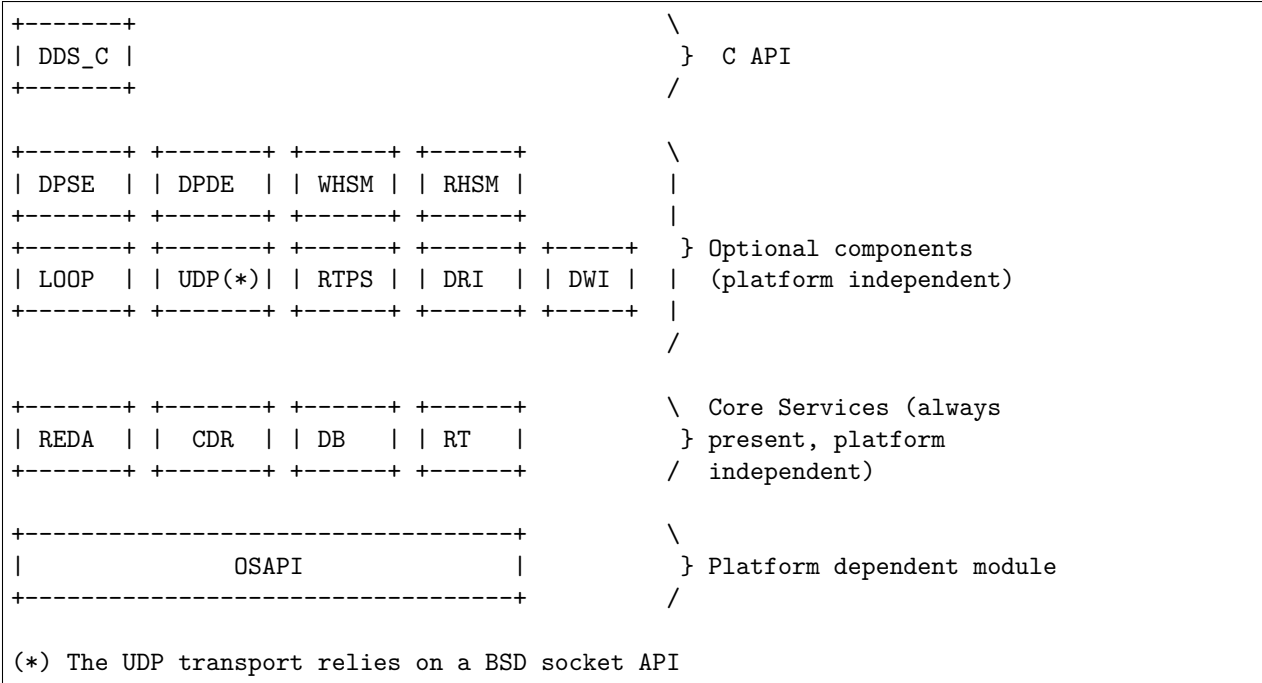 +-------+                                      \
| DDS_C |                                       }  C API
+-------+                                      /

+-------+ +-------+ +------+ +------+          \
| DPSE  | | DPDE  | | WHSM | | RHSM |          |
+-------+ +-------+ +------+ +------+          |
+-------+ +-------+ +------+ +------+ +-----+   } Optional components
| LOOP  | | UDP(*)| | RTPS | | DRI  | | DWI |  |  (platform independent)
+-------+ +-------+ +------+ +------+ +-----+  |
                                               /

+-------+ +-------+ +------+ +------+          \  Core Services (always
| REDA  | |  CDR  | | DB   | | RT   |           } present, platform
+-------+ +-------+ +------+ +------+          /  independent)

+-----------------------------------+          \
|               OSAPI               |           } Platform dependent module
+-----------------------------------+          /

(*) The UDP transport relies on a BSD socket API